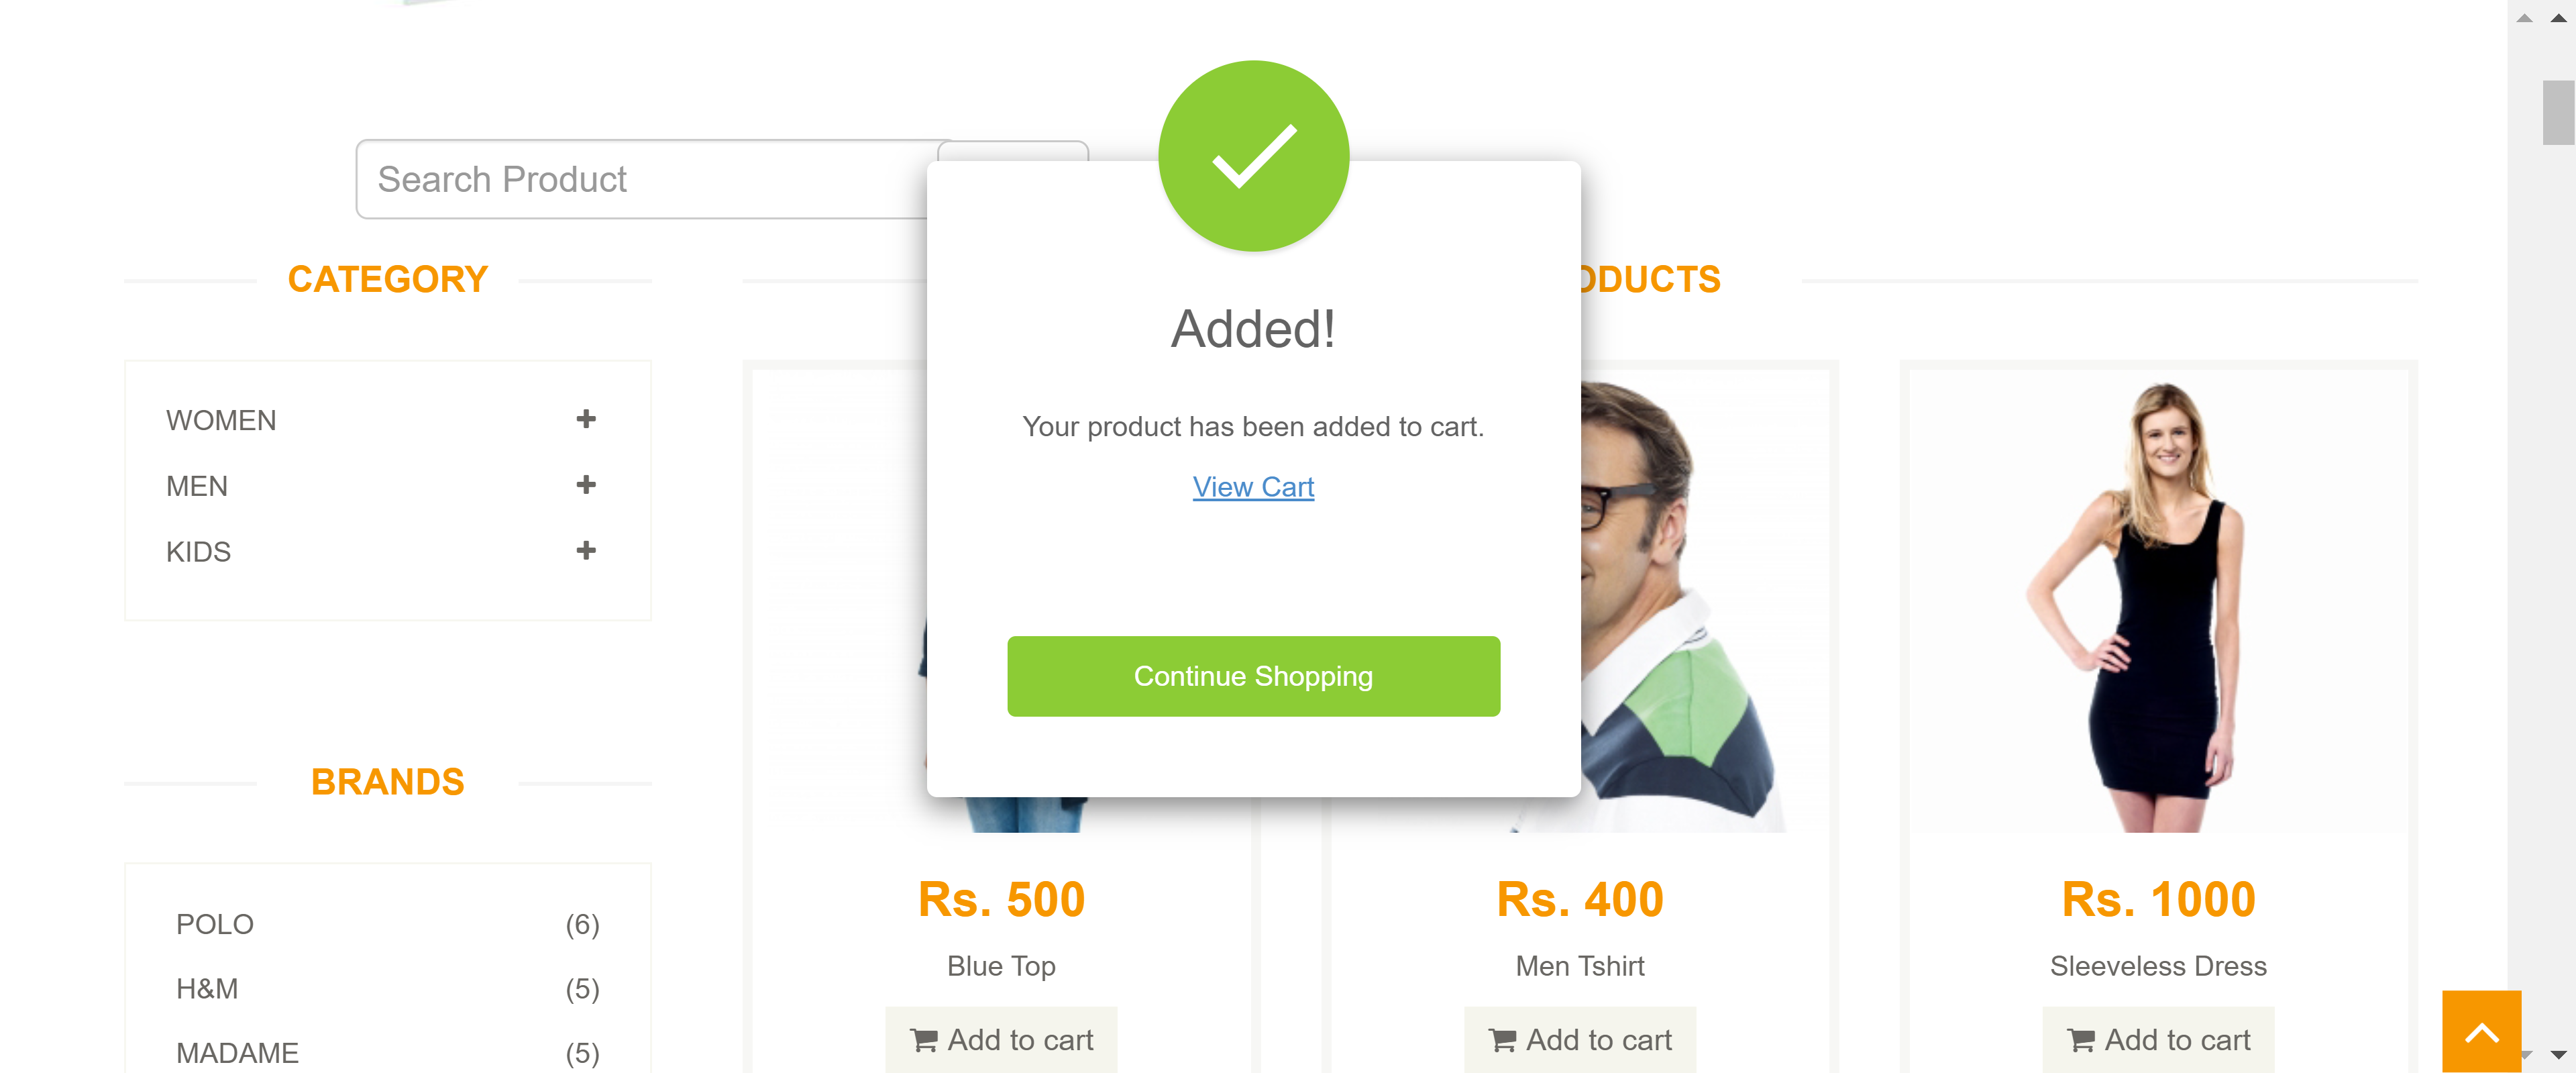 Search Product
CATEGORY
WOMEN
MEN
KIDS
BRANDS
POLO (6)
H&M (5)
MADAME (5)
ODUCTS
Added!
Your product has been added to cart.
View Cart
Continue Shopping
Rs. 500
Blue Top
Add to cart
Rs. 400
Men Tshirt
Add to cart
Rs. 1000
Sleeveless Dress
Add to cart